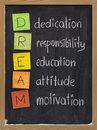 D dedication
R responsibility
E education
A attitude
M motivation